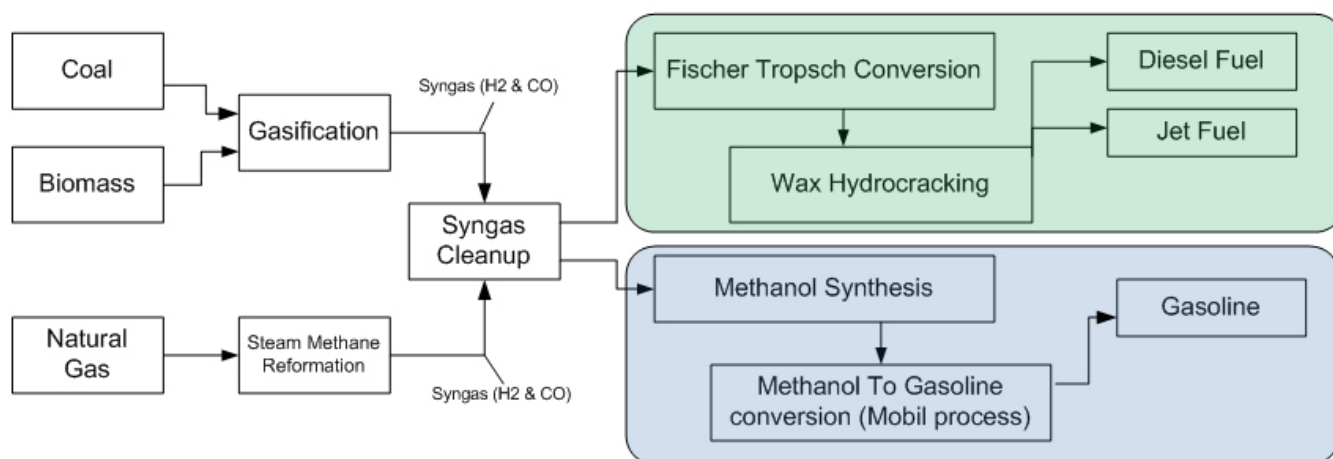 Coal
Biomass
Gasification
Syngas (H2 & CO)
Natural
Gas
Steam Methane
Reformation
Syngas (H2 & CO)
Syngas
Cleanup
Fischer Tropsch Conversion
Wax Hydrocracking
Diesel Fuel
Jet Fuel
Methanol Synthesis
Methanol To Gasoline
conversion (Mobil process)
Gasoline